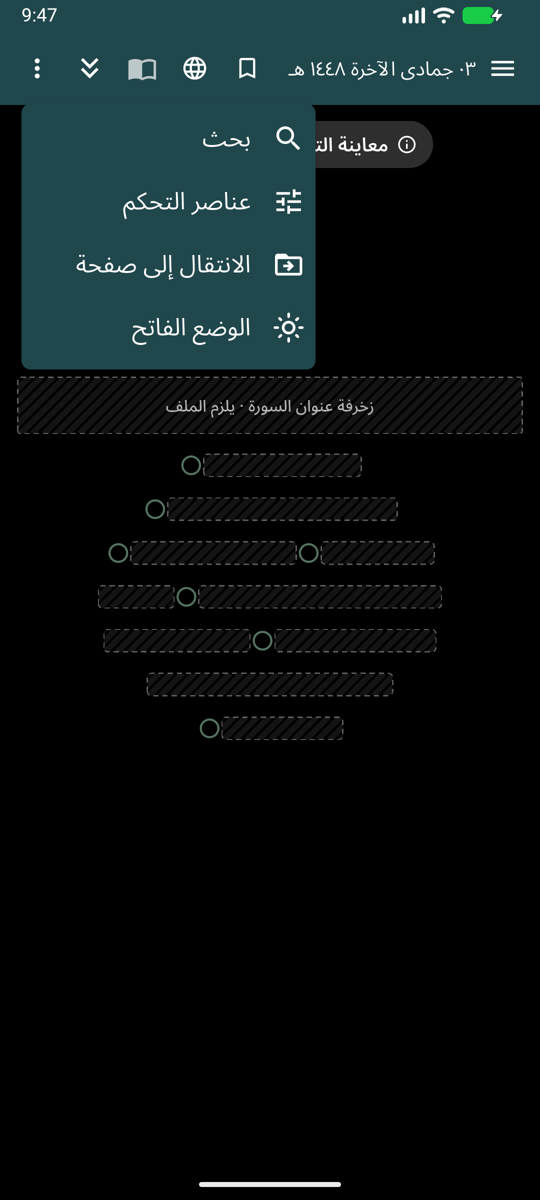 9:47
٠٣ جمادى الآخرة ١٤٤٨ هـ
معاينة
بحث
عناصر التحكم
الانتقال إلى صفحة
الوضع الفاتح
زخرفة عنوان السورة · يلزم الملف